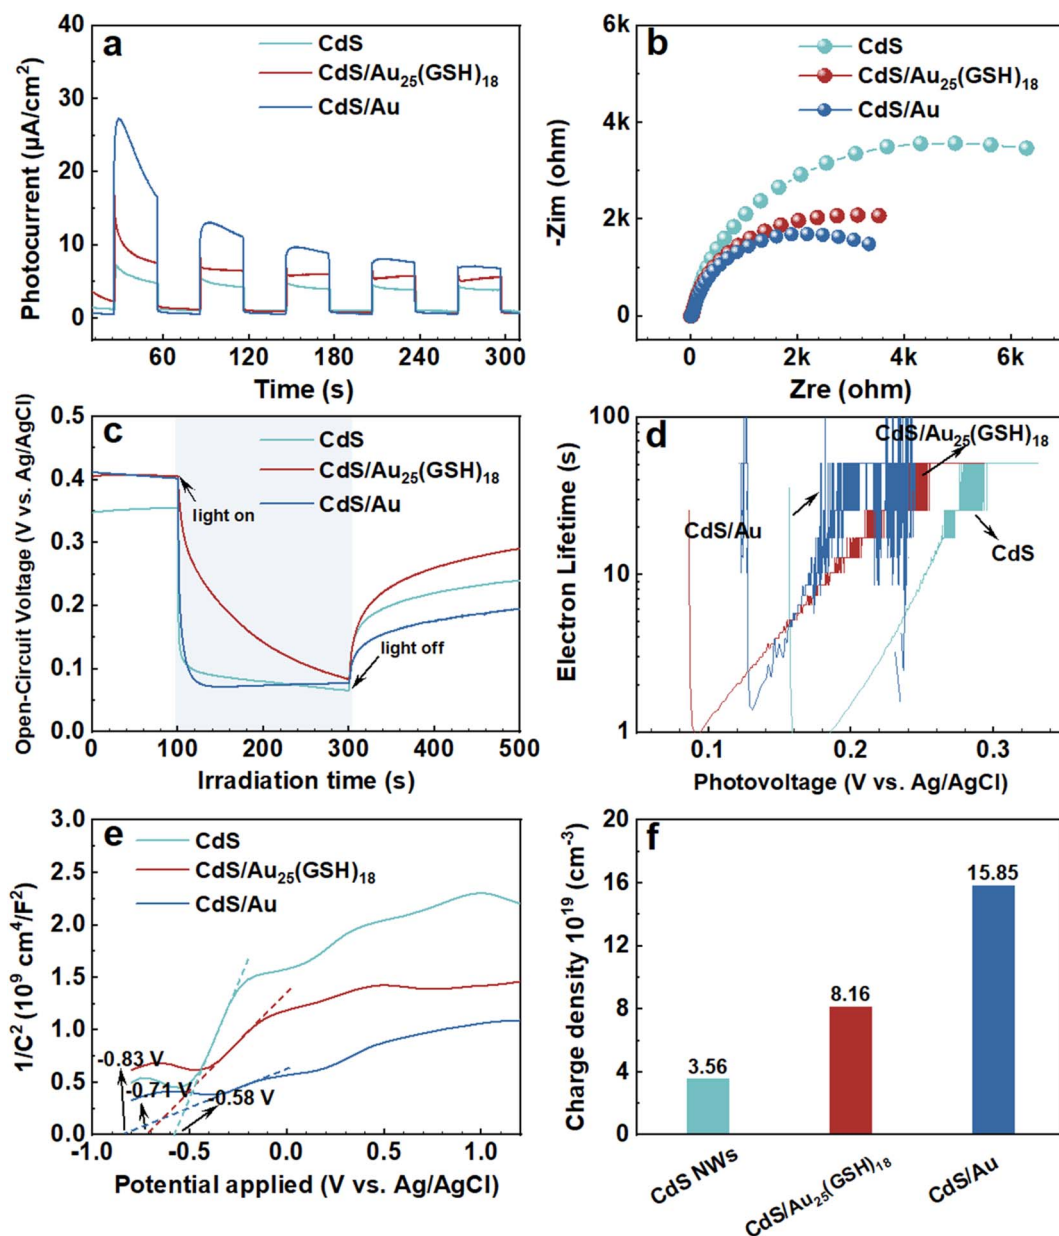 a
CdS
CdS/Au25(GSH)18
CdS/Au
40
30
20
10
0
Photocurrent (µA/cm2)
60
120
180
240
300
Time (s)
b
CdS
CdS/Au25(GSH)18
CdS/Au
6k
4k
2k
0
-Zim (ohm)
0
2k
4k
6k
Zre (ohm)
c
CdS
CdS/Au25(GSH)18
CdS/Au
light on
light off
0.5
0.4
0.3
0.2
0.1
0.0
Open-Circuit Voltage (V vs. Ag/AgCl)
0
100
200
300
400
500
Irradiation time (s)
d
CdS/Au25(GSH)18
CdS/Au
CdS
100
10
1
Electron Lifetime (s)
0.1
0.2
0.3
Photovoltage (V vs. Ag/AgCl)
e
CdS
CdS/Au25(GSH)18
CdS/Au
-0.83 V
-0.71 V
-0.58 V
3.0
2.5
2.0
1.5
1.0
0.5
0.0
1/C2 (109 cm4/F2)
-1.0
-0.5
0.0
0.5
1.0
Potential applied (V vs. Ag/AgCl)
f
15.85
8.16
3.56
20
16
12
8
4
0
Charge density 1019 (cm-3)
CdS NWs
CdS/Au25(GSH)18
CdS/Au